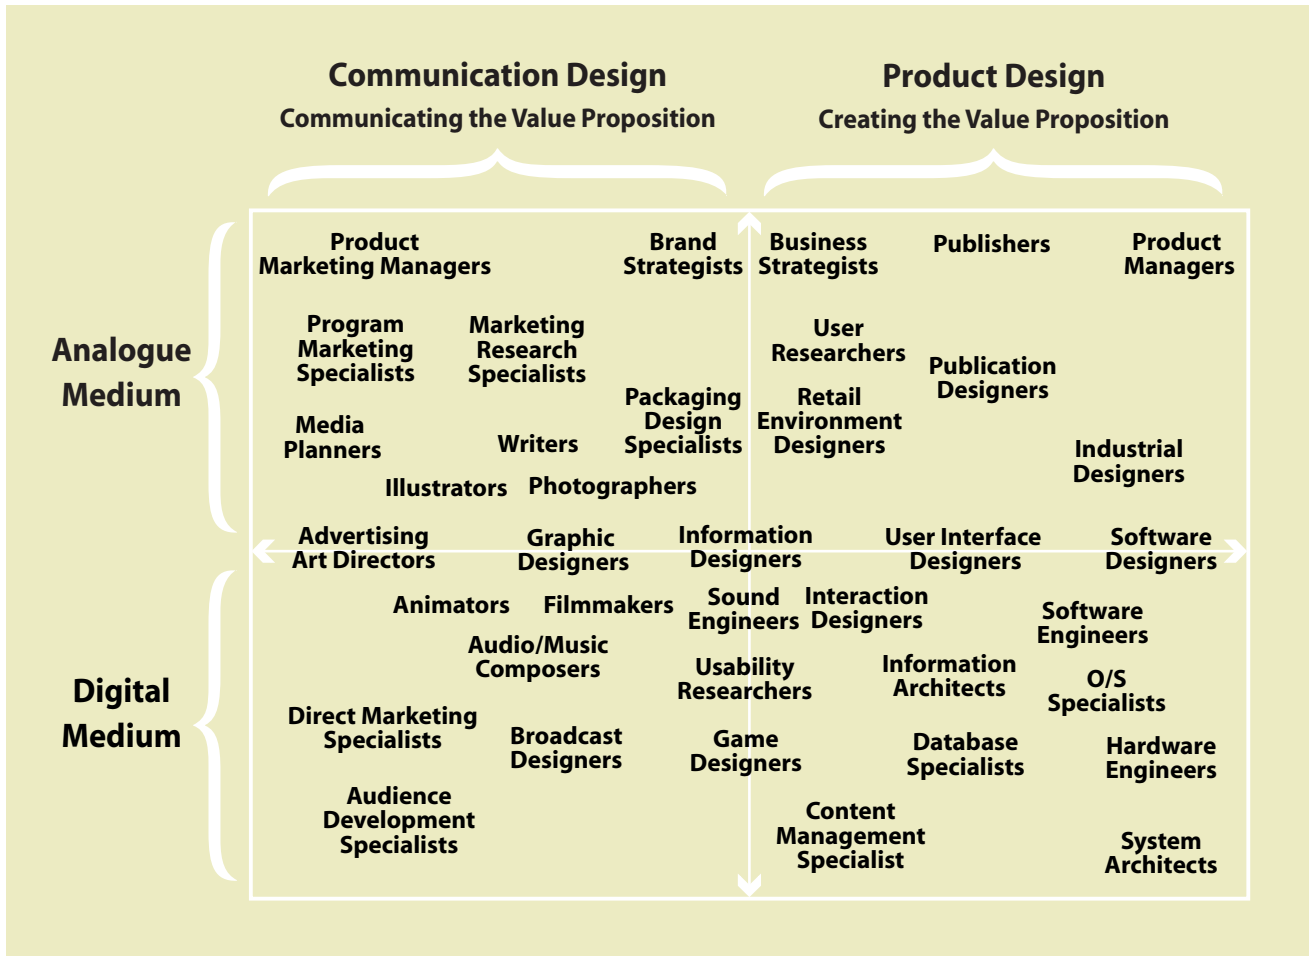 Communication Design
Communicating the Value Proposition
Product Design
Creating the Value Proposition
Analogue
Medium
Digital
Medium
Product
Marketing Managers
Brand
Strategists
Business
Strategists
Publishers
Product
Managers
Program
Marketing
Specialists
Marketing
Research
Specialists
User
Researchers
Publication
Designers
Packaging
Design
Specialists
Retail
Environment
Designers
Media
Planners
Writers
Industrial
Designers
Illustrators
Photographers
Advertising
Art Directors
Graphic
Designers
Information
Designers
User Interface
Designers
Software
Designers
Animators
Filmmakers
Sound
Engineers
Interaction
Designers
Software
Engineers
Audio/Music
Composers
Usability
Researchers
Information
Architects
O/S
Specialists
Direct Marketing
Specialists
Broadcast
Designers
Game
Designers
Database
Specialists
Hardware
Engineers
Audience
Development
Specialists
Content
Management
Specialist
System
Architects